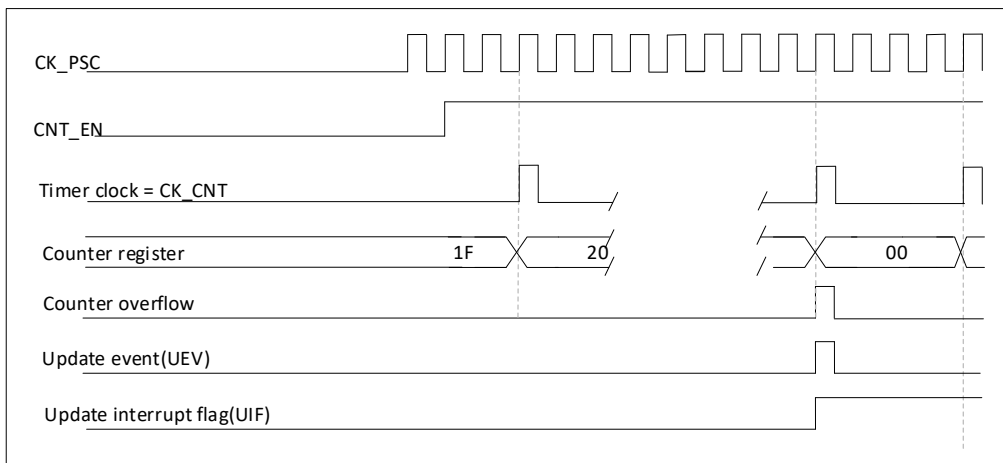 CK_PSC
CNT_EN
Timer clock = CK_CNT
Counter register 1F 20 00
Counter overflow
Update event(UEV)
Update interrupt flag(UIF)